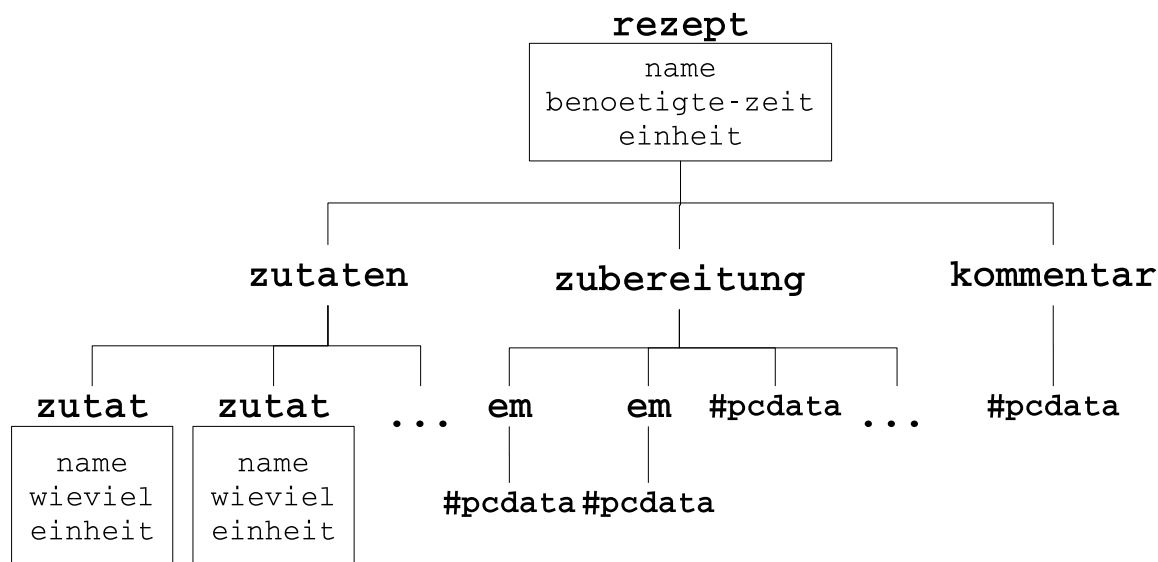 rezept
name
benoetigte-zeit
einheit
zutaten zubereitung kommentar
zutat zutat ... em em #pcdata ... #pcdata
name name
wieviel wieviel #pcdata #pcdata
einheit einheit